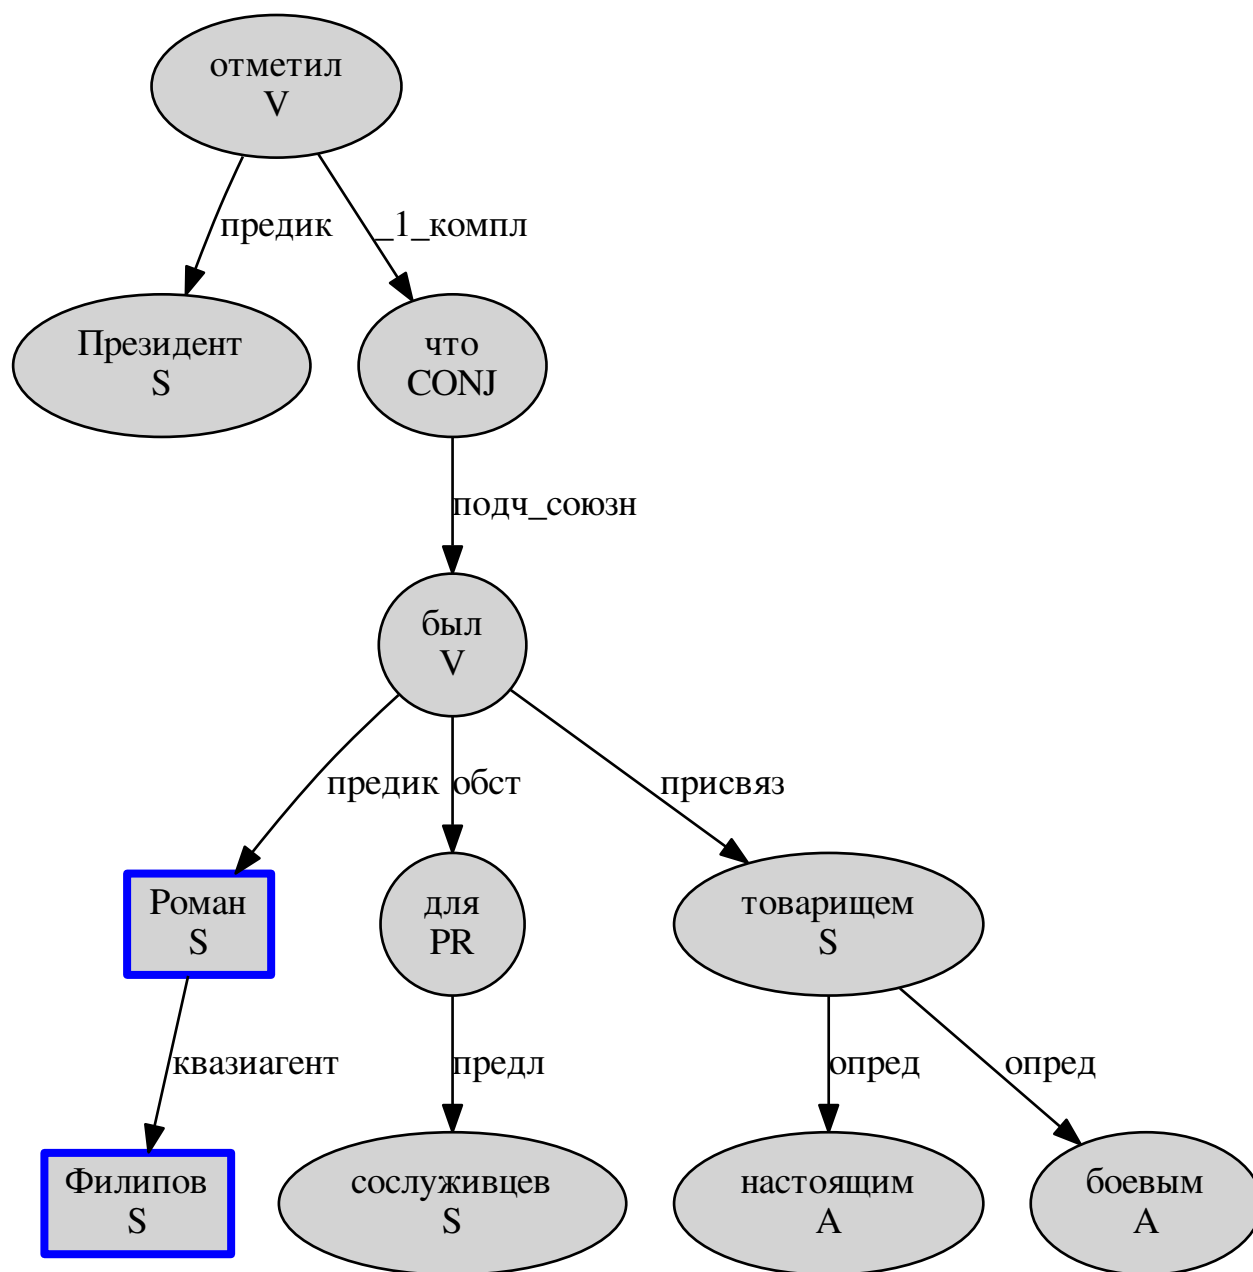 отметил
V
предик
_1_компл
Президент
S
что
CONJ
подч_союзн
был
V
предик
обст
присвяз
Роман
S
для
PR
товарищем
S
квазиагент
предл
опред
опред
Филипов
S
сослуживцев
S
настоящим
A
боевым
A